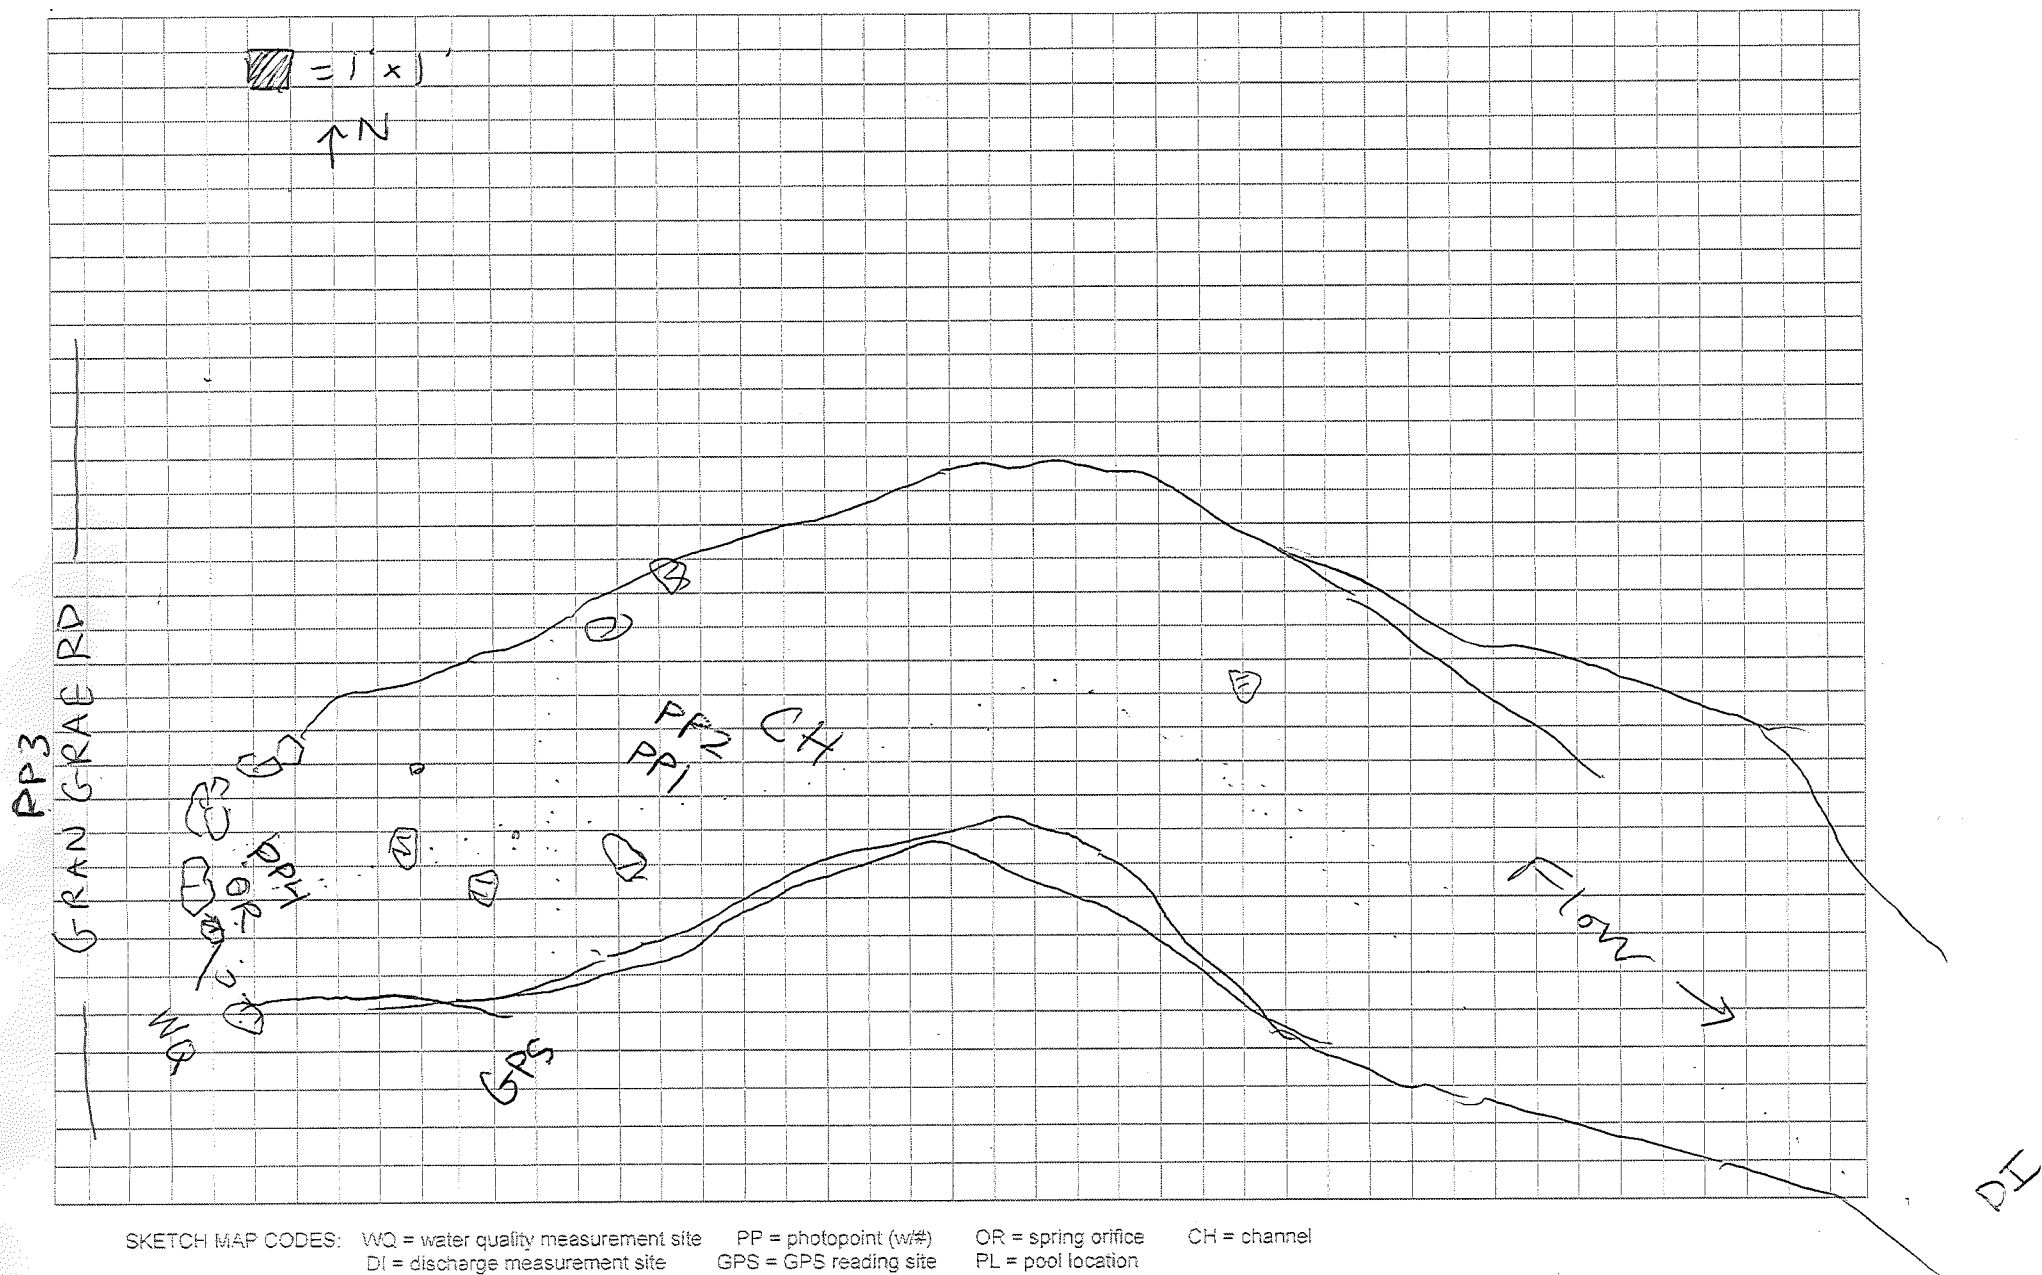 = 1' x 1'
↑ N
PP3
GRAN GRAE RD
PP2 CH
PP1
PP4
OR
Flow →
WQ
GPS
DI
SKETCH MAP CODES: WQ = water quality measurement site PP = photopoint (w/#) OR = spring orifice CH = channel
DI = discharge measurement site GPS = GPS reading site PL = pool location